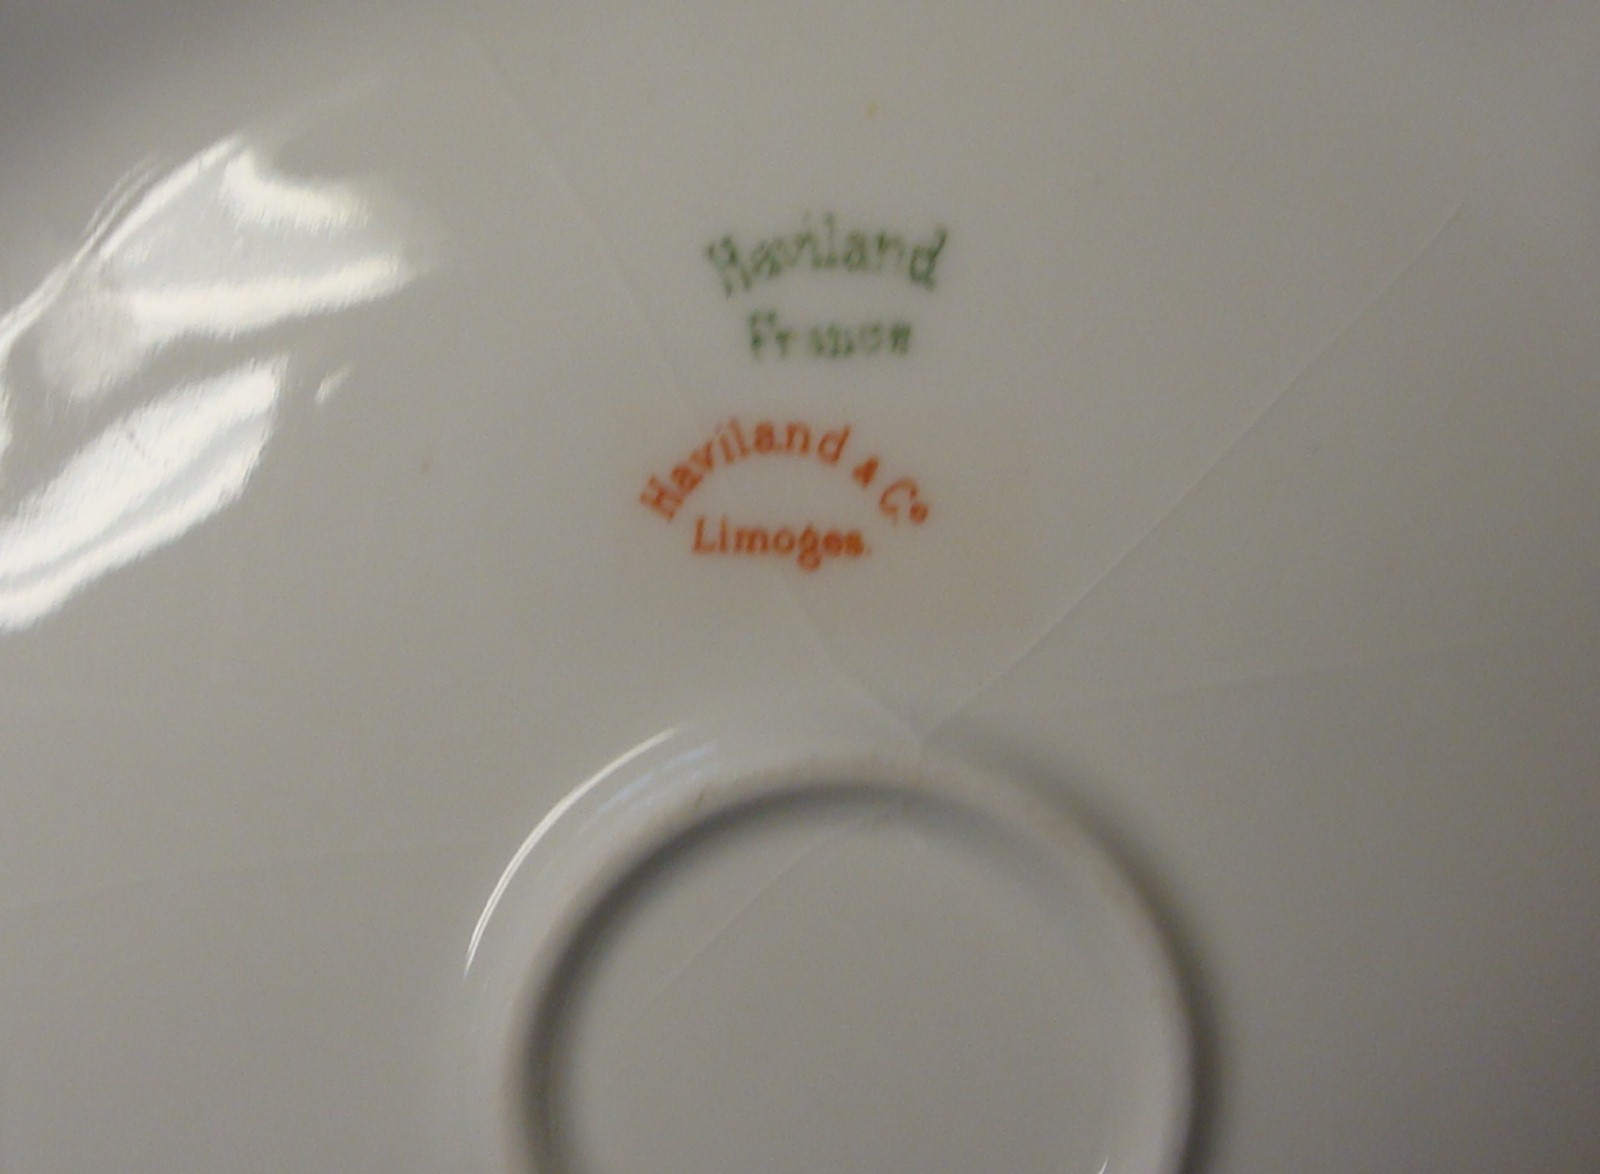 Haviland
France
Haviland & Co
Limoges.